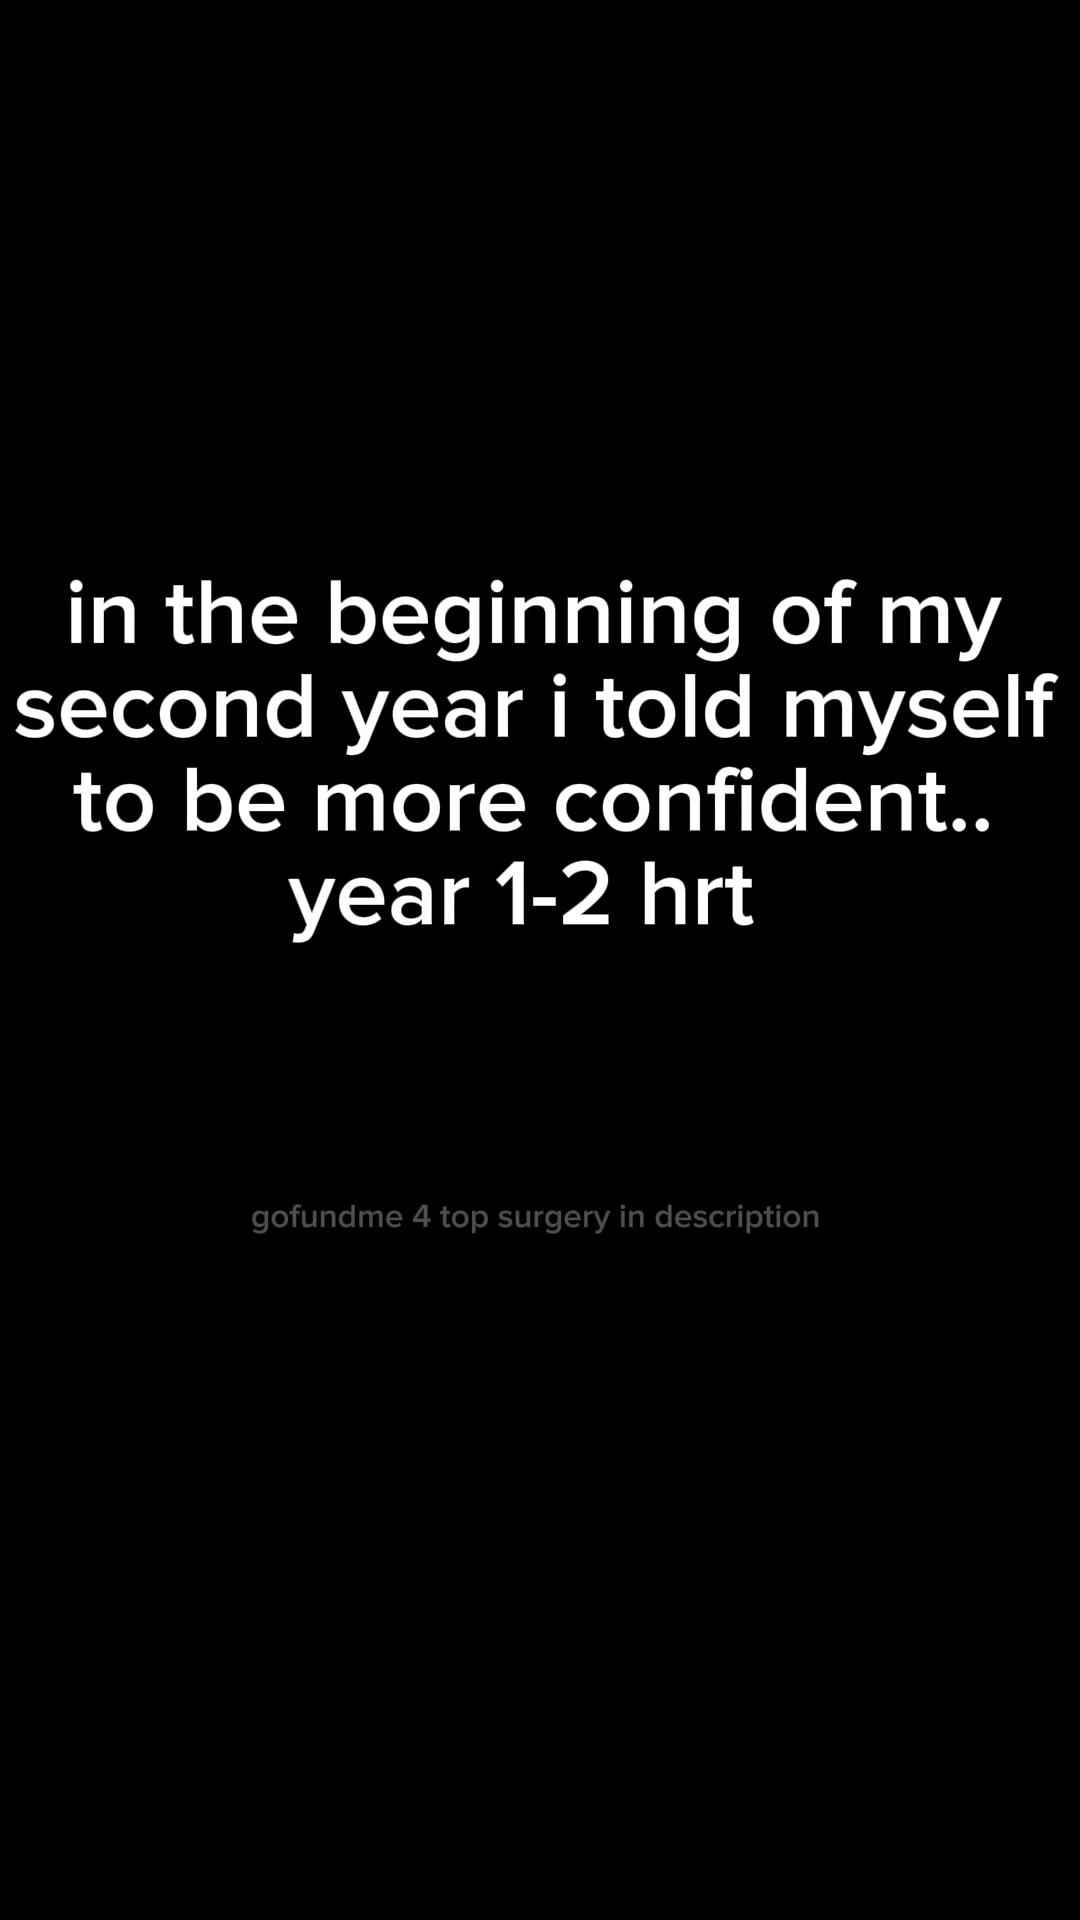 in the beginning of my
second year i told myself
to be more confident..
year 1-2 hrt
gofundme 4 top surgery in description